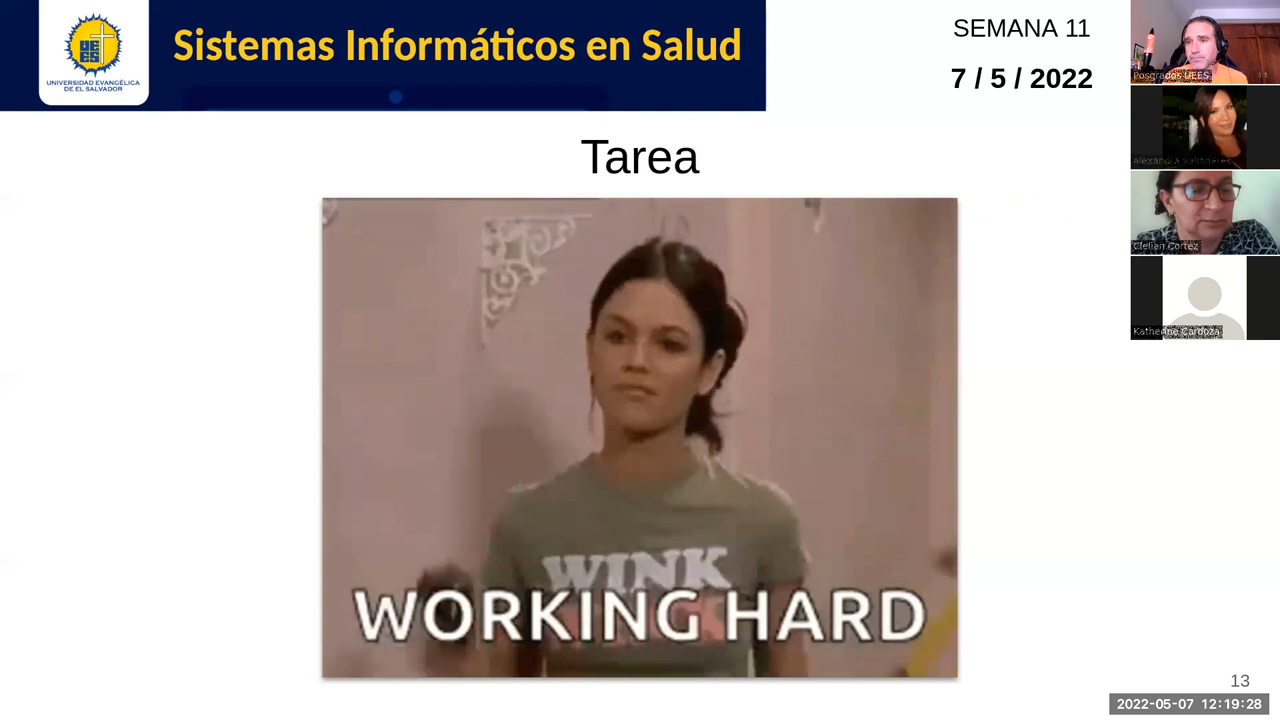 UEES
UNIVERSIDAD EVANGÉLICA
DE EL SALVADOR
Sistemas Informáticos en Salud
SEMANA 11
7 / 5 / 2022
Tarea
WINK
WORKING HARD
Posgrados UEES
Clelian Cortez
Katherine Cardoza
13
2022-05-07 12:19:28